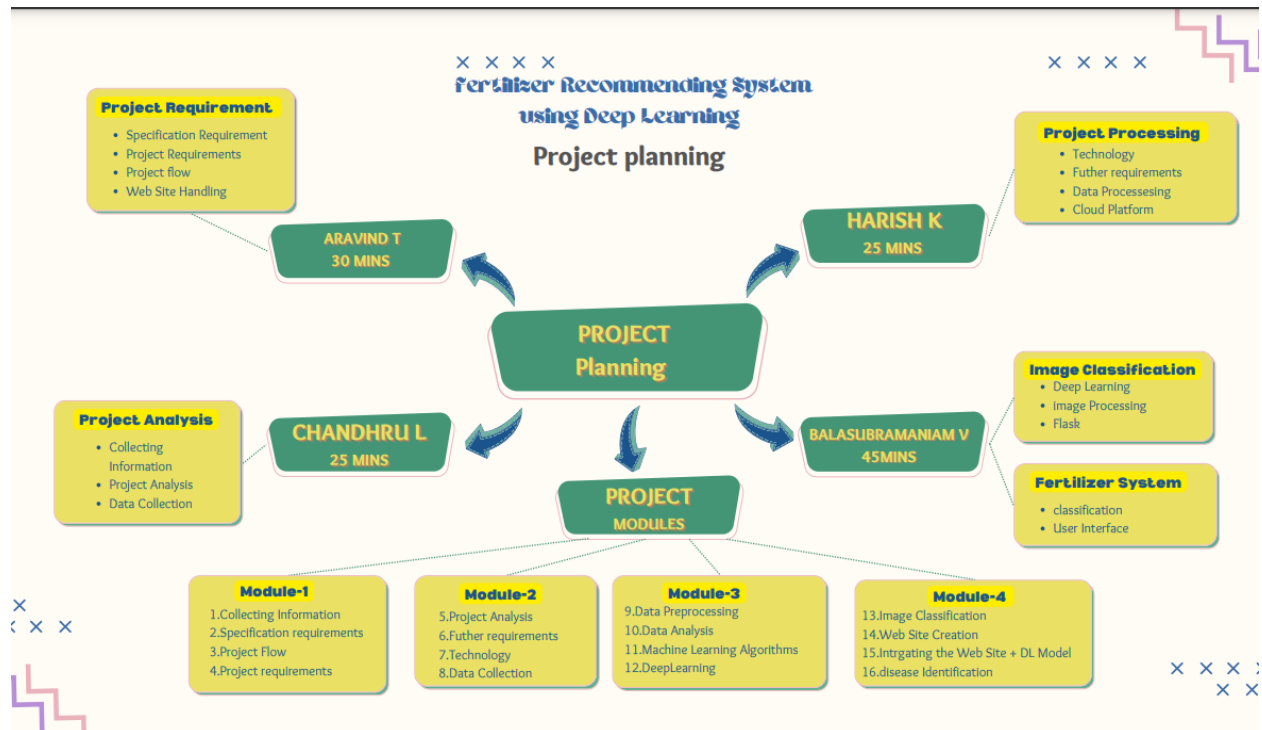 Fertilizer Recommending System
using Deep Learning
Project planning
Project Requirement
• Specification Requirement
• Project Requirements
• Project flow
• Web Site Handling
ARAVIND T
30 MINS
HARISH K
25 MINS
Project Processing
• Technology
• Futher requirements
• Data Processesing
• Cloud Platform
PROJECT
Planning
Project Analysis
• Collecting
Information
• Project Analysis
• Data Collection
CHANDHRU L
25 MINS
BALASUBRAMANIAM V
45MINS
Image Classification
• Deep Learning
• image Processing
• Flask
Fertilizer System
• classification
• User Interface
PROJECT
MODULES
Module-1
1.Collecting Information
2.Specification requirements
3.Project Flow
4.Project requirements
Module-2
5.Project Analysis
6.Futher requirements
7.Technology
8.Data Collection
Module-3
9.Data Preprocessing
10.Data Analysis
11.Machine Learning Algorithms
12.DeepLearning
Module-4
13.Image Classification
14.Web Site Creation
15.Intrgating the Web Site + DL Model
16.disease Identification